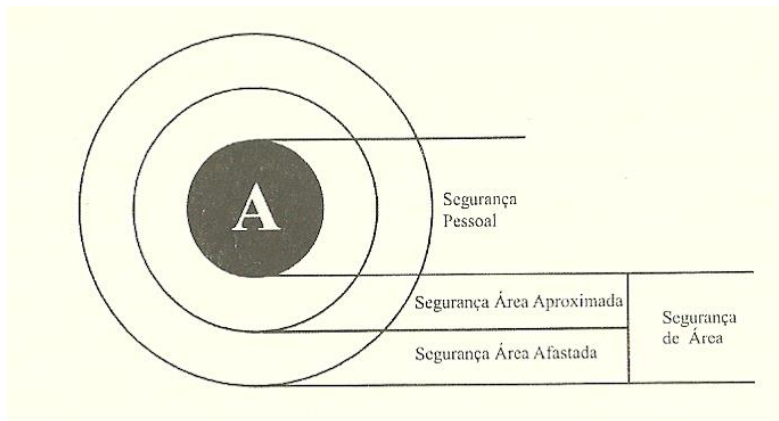 A
Segurança
Pessoal
Segurança Área Aproximada
Segurança Área Afastada
Segurança
de Área